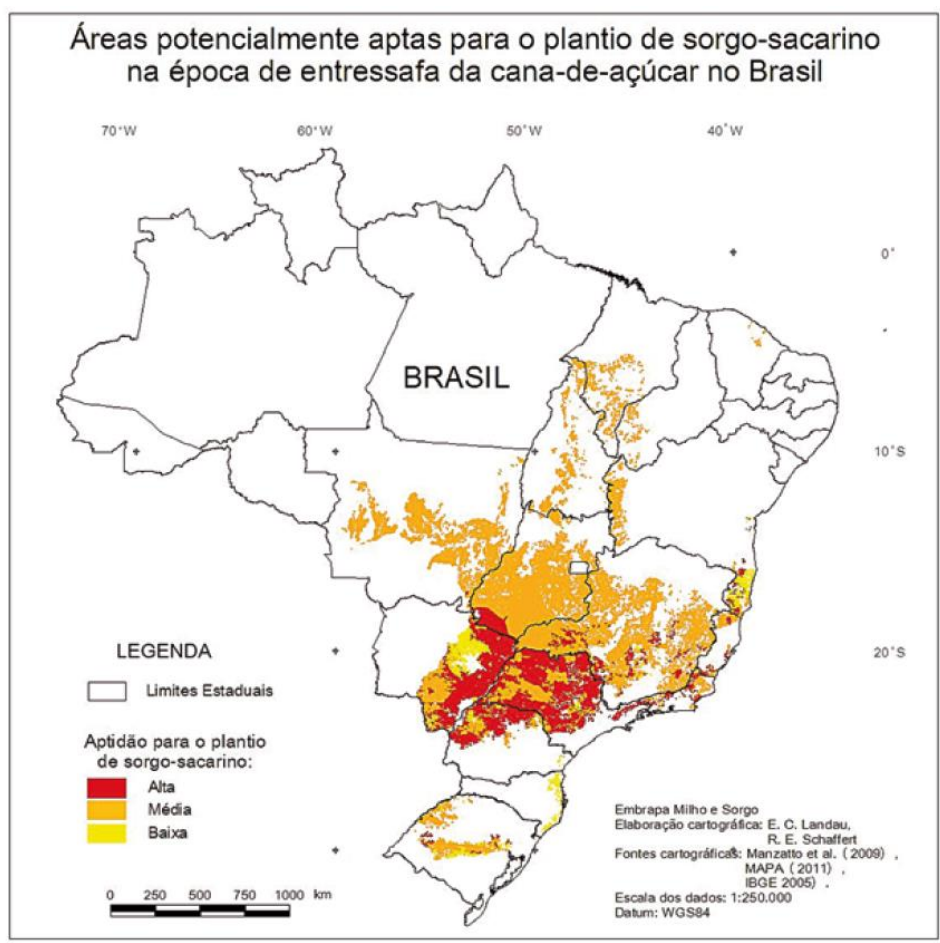 Áreas potencialmente aptas para o plantio de sorgo-sacarino
na época de entressafa da cana-de-açúcar no Brasil
70°W 60°W 50°W 40°W
0°
BRASIL
10°S
20°S
LEGENDA
Limites Estaduais
Aptidão para o plantio
de sorgo-sacarino:
Alta
Média
Baixa
0 250 500 750 1000 km
Embrapa Milho e Sorgo
Elaboração cartográfica: E. C. Landau,
R. E. Schaffert
Fontes cartográficas: Manzatto et al. (2009) ,
MAPA (2011) ,
IBGE 2005) ,
Escala dos dados: 1:250.000
Datum: WGS84